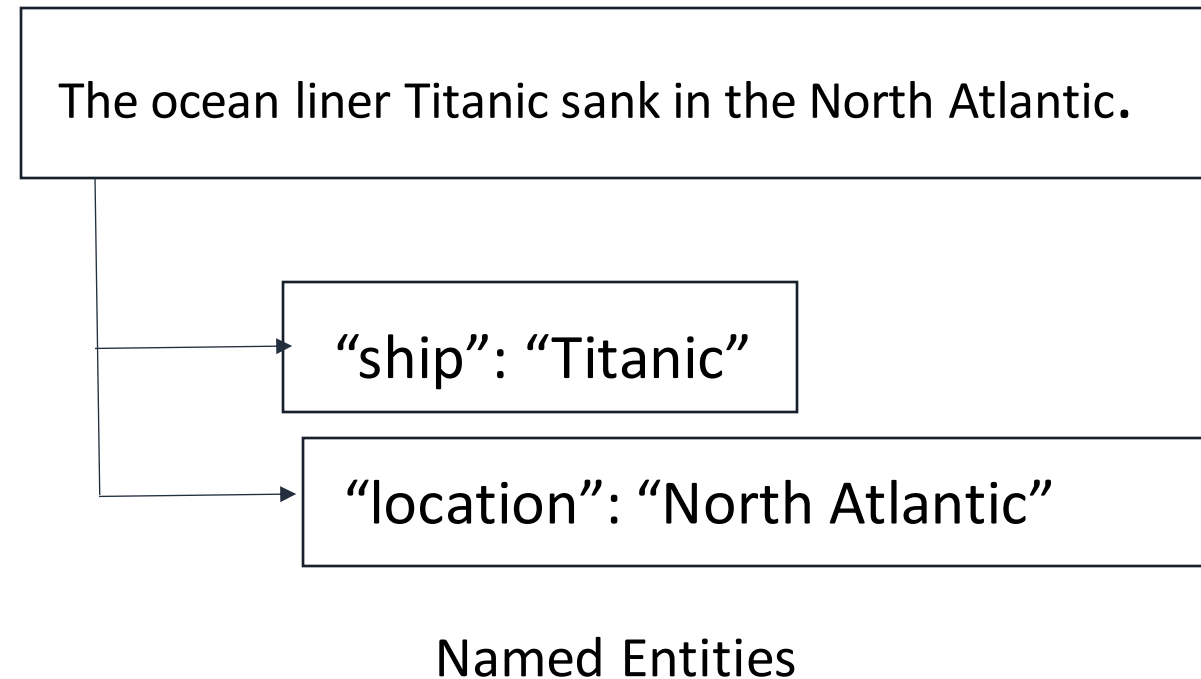 The ocean liner Titanic sank in the North Atlantic.
“ship”: “Titanic”
“location”: “North Atlantic”
Named Entities